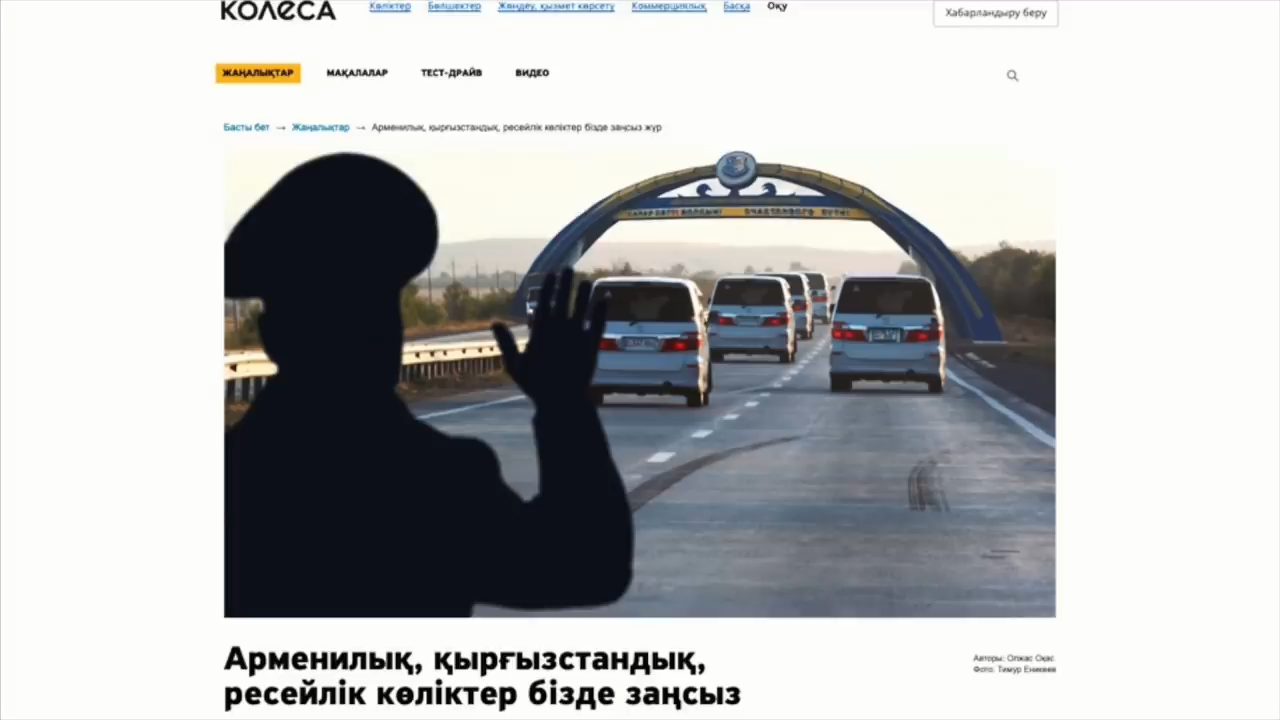 КОЛЕСА
Көліктер Бөлшектер Жөндеу, қызмет көрсету Коммерциялық Басқа Оқу
Хабарландыру беру
ЖАҢАЛЫҚТАР МАҚАЛАЛАР ТЕСТ-ДРАЙВ ВИДЕО
Басты бет → Жаңалықтар → Армениялық, қырғызстандық, ресейлік көліктер бізде заңсыз жүр
Арменилық, қырғызстандық,
ресейлік көліктер бізде заңсыз
Авторы: Олжас Оқас
Фото: Тимур Еникеев